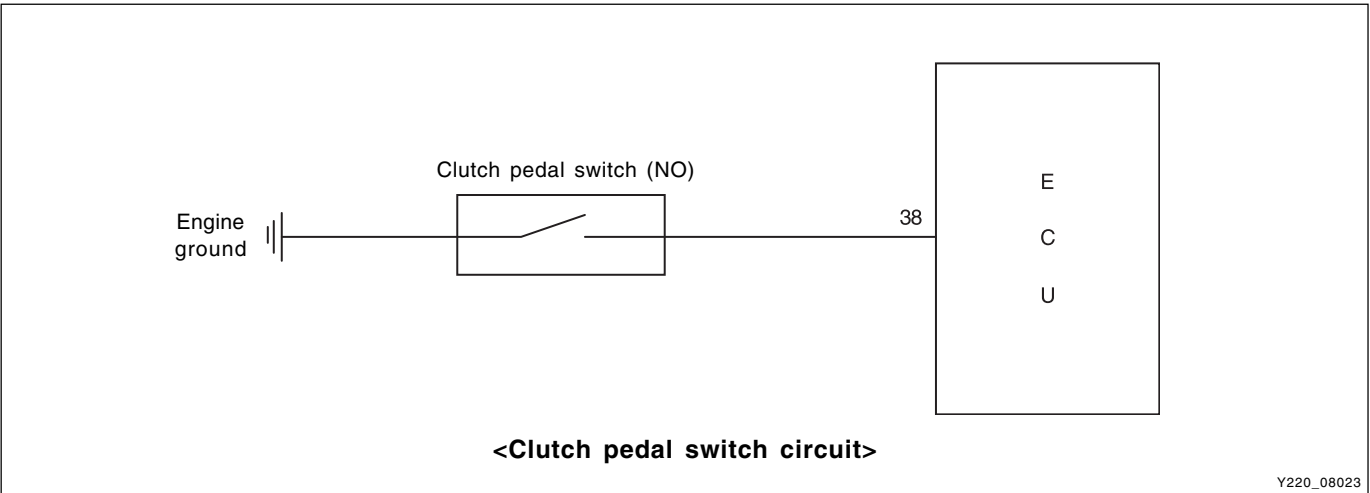 Clutch pedal switch (NO)
Engine
ground
38
E
C
U
<Clutch pedal switch circuit>
Y220_08023